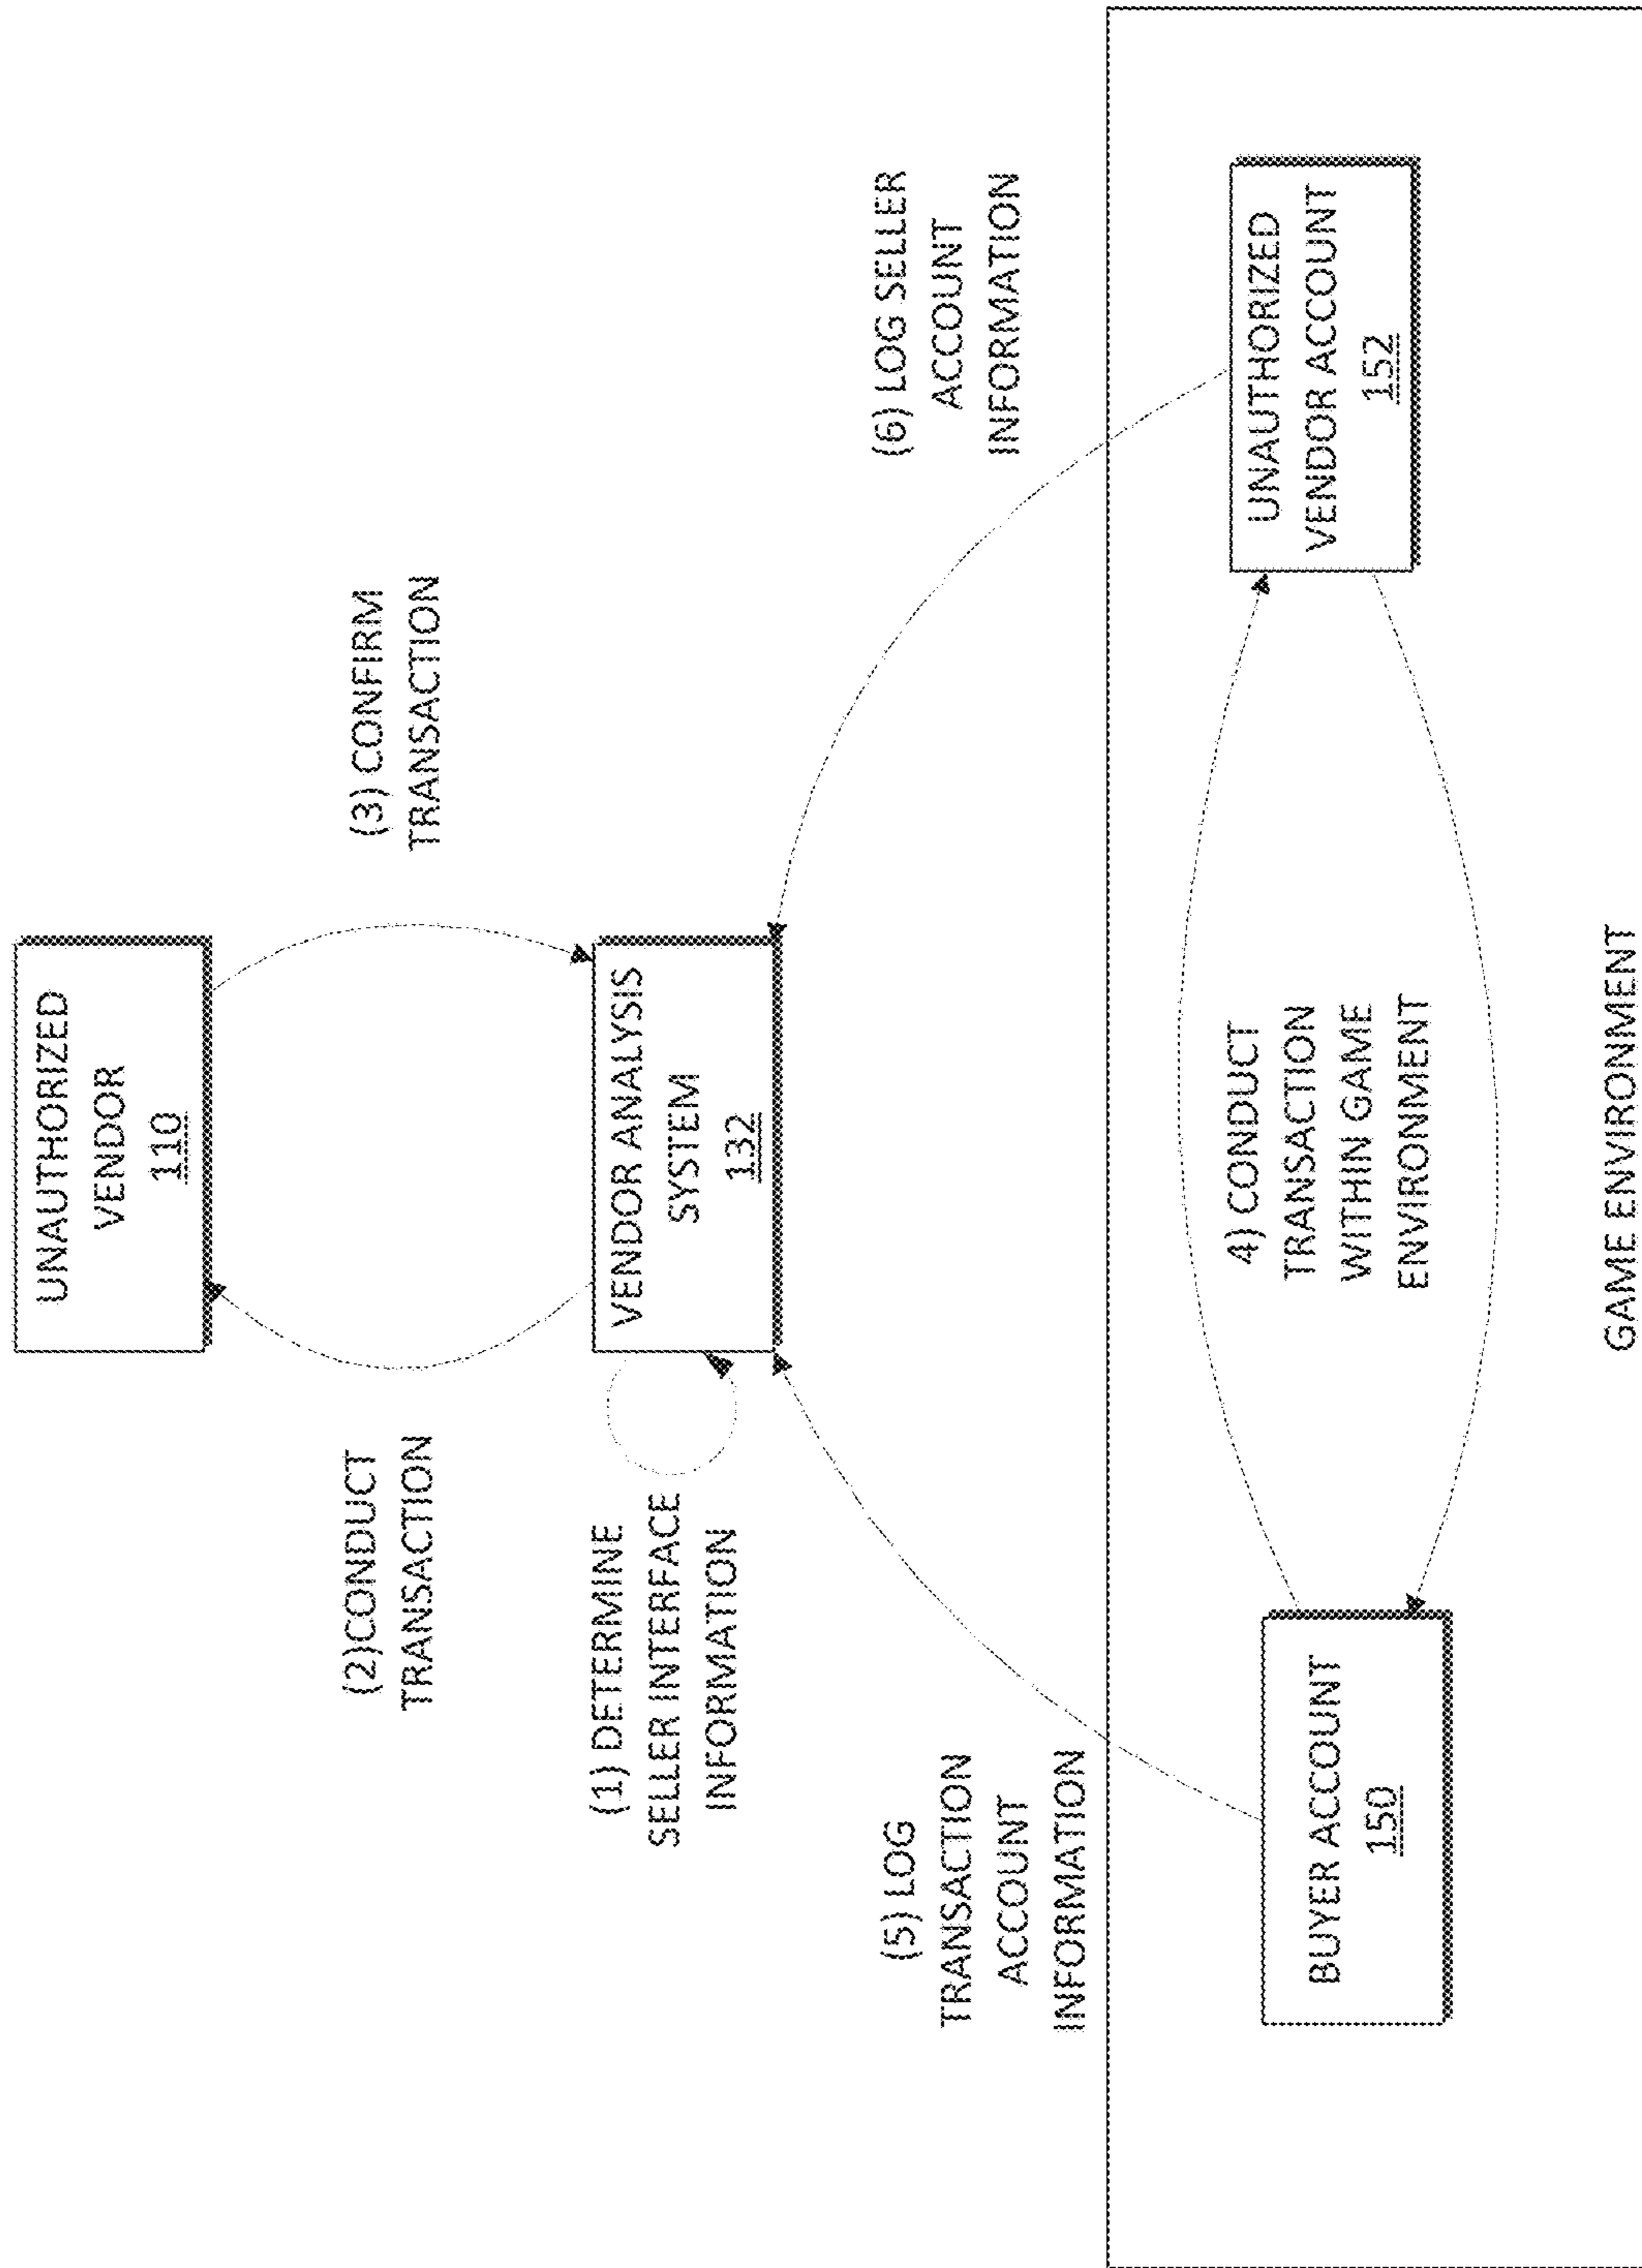 UNAUTHORIZED
VENDOR
110
(2)CONDUCT
TRANSACTION
(3) CONFIRM
TRANSACTION
(1) DETERMINE
SELLER INTERFACE
INFORMATION
VENDOR ANALYSIS
SYSTEM
132
(5) LOG
TRANSACTION
ACCOUNT
INFORMATION
(6) LOG SELLER
ACCOUNT
INFORMATION
BUYER ACCOUNT
150
4) CONDUCT
TRANSACTION
WITHIN GAME
ENVIRONMENT
UNAUTHORIZED
VENDOR ACCOUNT
152
GAME ENVIRONMENT